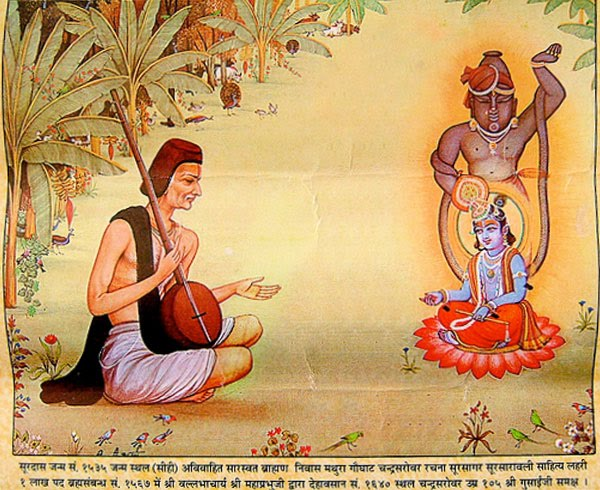 सूरदास जन्म सं. १५३५ जन्म स्थल (सीही) अविवाहित सारस्वत ब्राह्मण निवास मथुरा गौघाट चन्द्रसरोवर रचना सूरसागर सूरसारावली साहित्य लहरी
१ लाख पद ब्रह्मसंबन्ध सं. १५६७ में श्री वल्लभाचार्य श्री महाप्रभुजी द्वारा देहावसान सं. १६४० स्थल चन्द्रसरोवर उम्र १०५ श्री गुसाईजी समक्ष ।